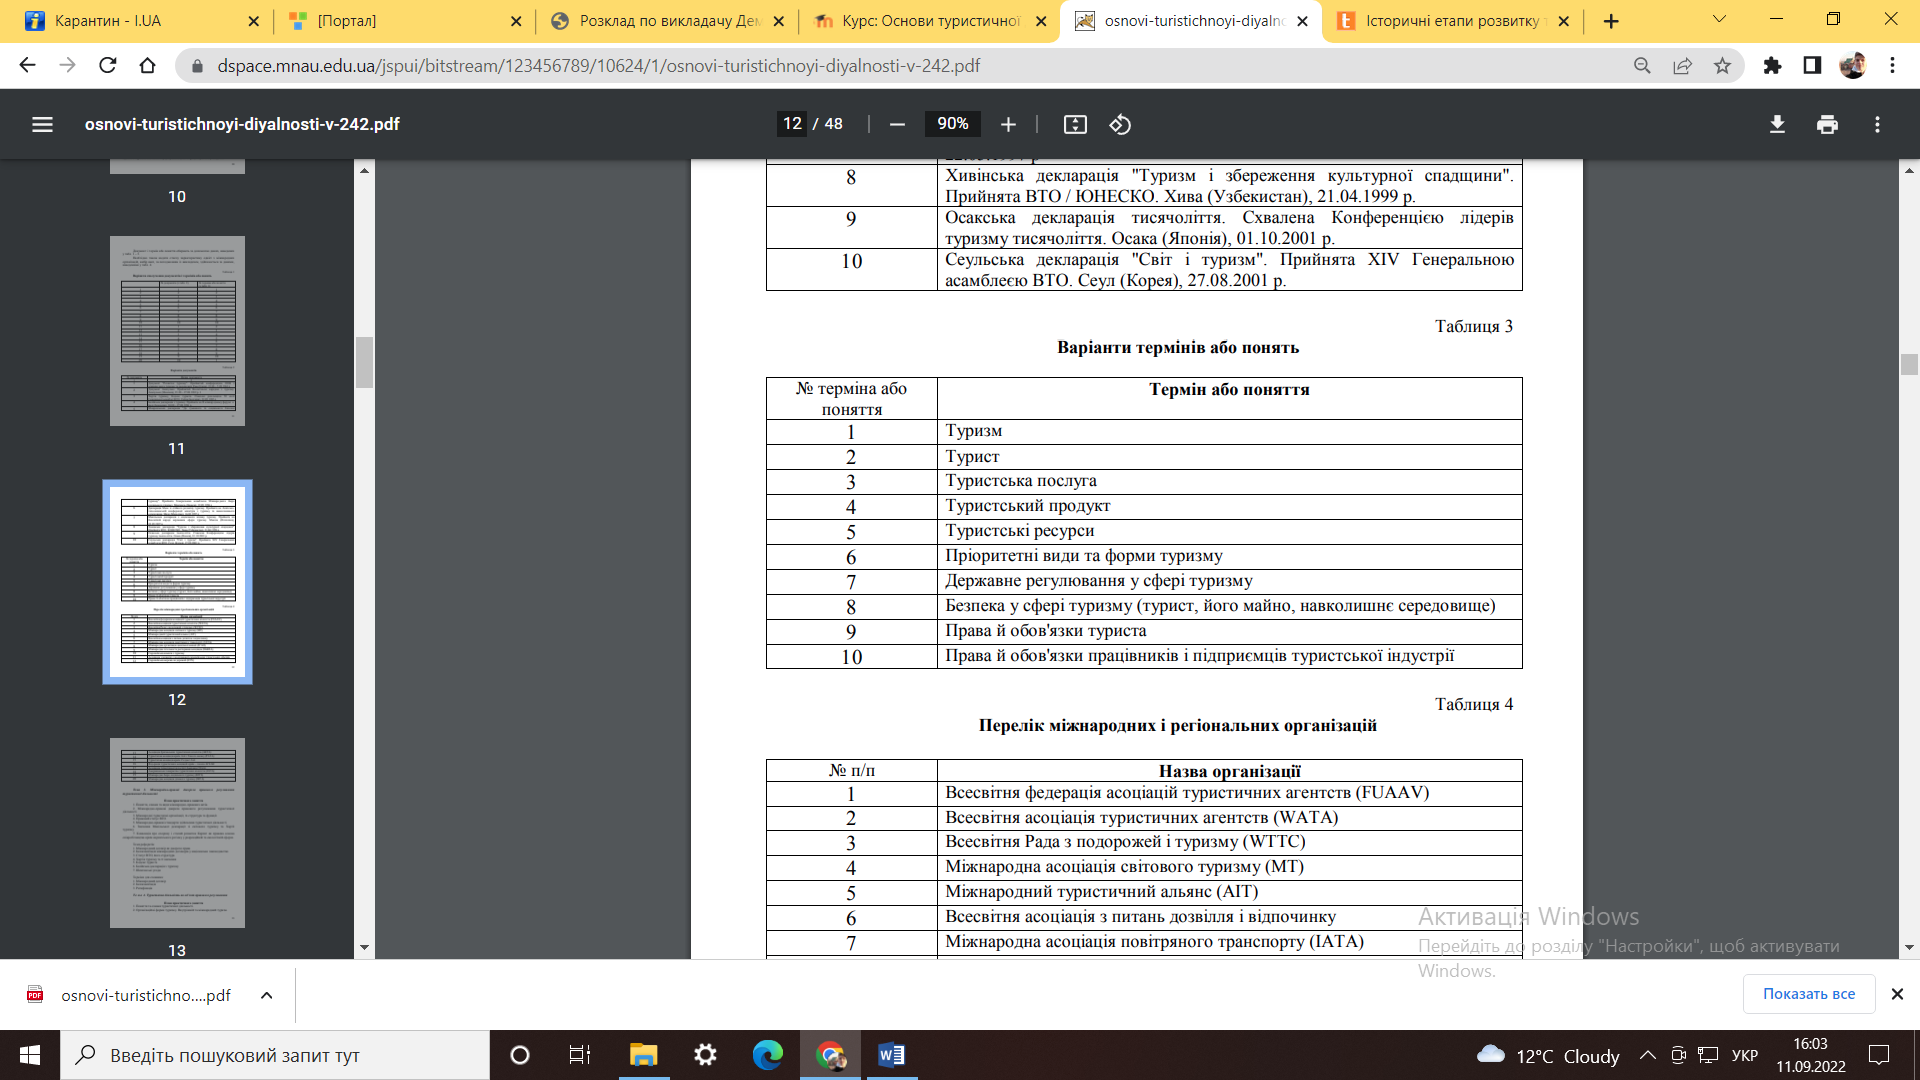 Карантин - I.UA
[Портал]
Розклад по викладачу Дем
Курс: Основи туристичної
osnovi-turistichnoyi-diyalno
Історичні етапи розвитку т
dspace.mnau.edu.ua/jspui/bitstream/123456789/10624/1/osnovi-turistichnoyi-diyalnosti-v-242.pdf
osnovi-turistichnoyi-diyalnosti-v-242.pdf
12 / 48
90%
10
11
12
13
8 Хивінська декларація "Туризм і збереження культурної спадщини".
Прийнята ВТО / ЮНЕСКО. Хива (Узбекистан), 21.04.1999 р.
9 Осакська декларація тисячоліття. Схвалена Конференцією лідерів
туризму тисячоліття. Осака (Японія), 01.10.2001 р.
10 Сеульська декларація "Світ і туризм". Прийнята XIV Генеральною
асамблеєю ВТО. Сеул (Корея), 27.08.2001 р.
Таблиця 3
Варіанти термінів або понять
№ терміна або
поняття
Термін або поняття
1 Туризм
2 Турист
3 Туристська послуга
4 Туристський продукт
5 Туристські ресурси
6 Пріоритетні види та форми туризму
7 Державне регулювання у сфері туризму
8 Безпека у сфері туризму (турист, його майно, навколишнє середовище)
9 Права й обов'язки туриста
10 Права й обов'язки працівників і підприємців туристської індустрії
Таблиця 4
Перелік міжнародних і регіональних організацій
№ п/п Назва організації
1 Всесвітня федерація асоціацій туристичних агентств (FUAAV)
2 Всесвітня асоціація туристичних агентств (WATA)
3 Всесвітня Рада з подорожей і туризму (WTTC)
4 Міжнародна асоціація світового туризму (МТ)
5 Міжнародний туристичний альянс (AIT)
6 Всесвітня асоціація з питань дозвілля і відпочинку
7 Міжнародна асоціація повітряного транспорту (IATA)
Активація Windows
Перейдіть до розділу "Настройки", щоб активувати
Windows.
osnovi-turistichno....pdf
Показать все
Введіть пошуковий запит тут
12°C Cloudy
УКР
16:03
11.09.2022